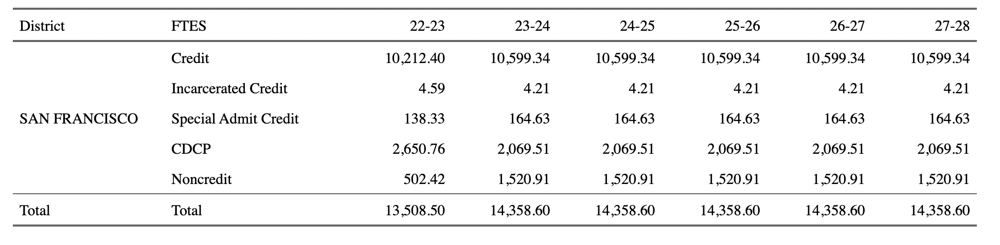 District FTES 22-23 23-24 24-25 25-26 26-27 27-28
Credit 10,212.40 10,599.34 10,599.34 10,599.34 10,599.34 10,599.34
Incarcerated Credit 4.59 4.21 4.21 4.21 4.21 4.21
SAN FRANCISCO Special Admit Credit 138.33 164.63 164.63 164.63 164.63 164.63
CDCP 2,650.76 2,069.51 2,069.51 2,069.51 2,069.51 2,069.51
Noncredit 502.42 1,520.91 1,520.91 1,520.91 1,520.91 1,520.91
Total Total 13,508.50 14,358.60 14,358.60 14,358.60 14,358.60 14,358.60